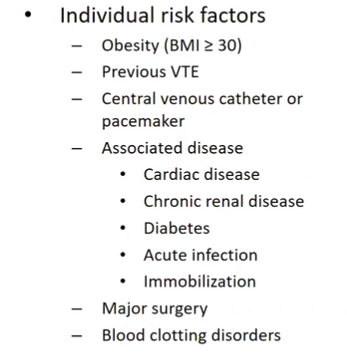 • Individual risk factors
– Obesity (BMI ≥ 30)
– Previous VTE
– Central venous catheter or
pacemaker
– Associated disease
• Cardiac disease
• Chronic renal disease
• Diabetes
• Acute infection
• Immobilization
– Major surgery
– Blood clotting disorders